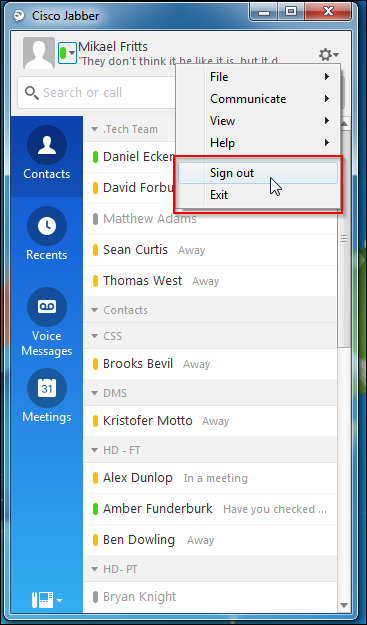 Cisco Jabber
Mikael Fritts
"They don't think it be like it is, but it d
Search or call
File
Communicate
View
Help
Sign out
Exit
Contacts
Recents
Voice
Messages
31
Meetings
.Tech Team
Daniel Ecker
David Forbu
Matthew Adams
Sean Curtis Away
Thomas West Away
Contacts
CSS
Brooks Bevil Away
DMS
Kristofer Motto Away
HD - FT
Alex Dunlop In a meeting
Amber Funderburk Have you checked ...
Ben Dowling Away
HD- PT
Bryan Knight